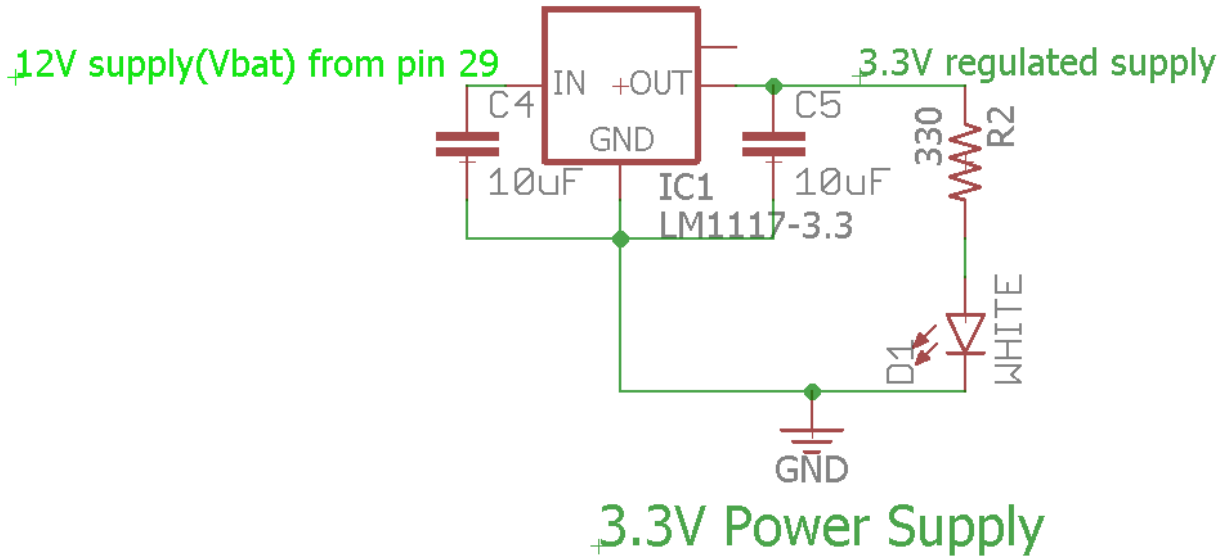 12V supply(Vbat) from pin 29
3.3V regulated supply
IN
OUT
GND
C4
10uF
C5
10uF
IC1
LM1117-3.3
330
R2
D1
WHITE
GND
3.3V Power Supply